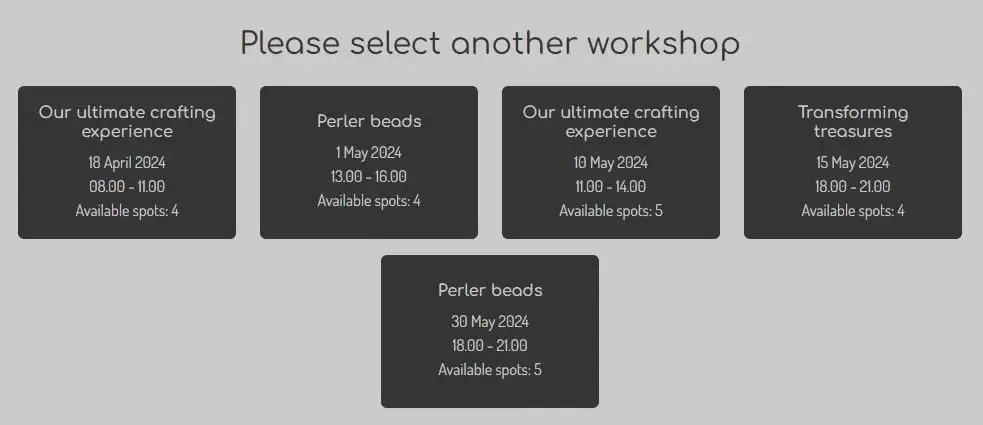 Please select another workshop
Our ultimate crafting
experience
18 April 2024
08.00 - 11.00
Available spots: 4
Perler beads
1 May 2024
13.00 - 16.00
Available spots: 4
Our ultimate crafting
experience
10 May 2024
11.00 - 14.00
Available spots: 5
Transforming
treasures
15 May 2024
18.00 - 21.00
Available spots: 4
Perler beads
30 May 2024
18.00 - 21.00
Available spots: 5